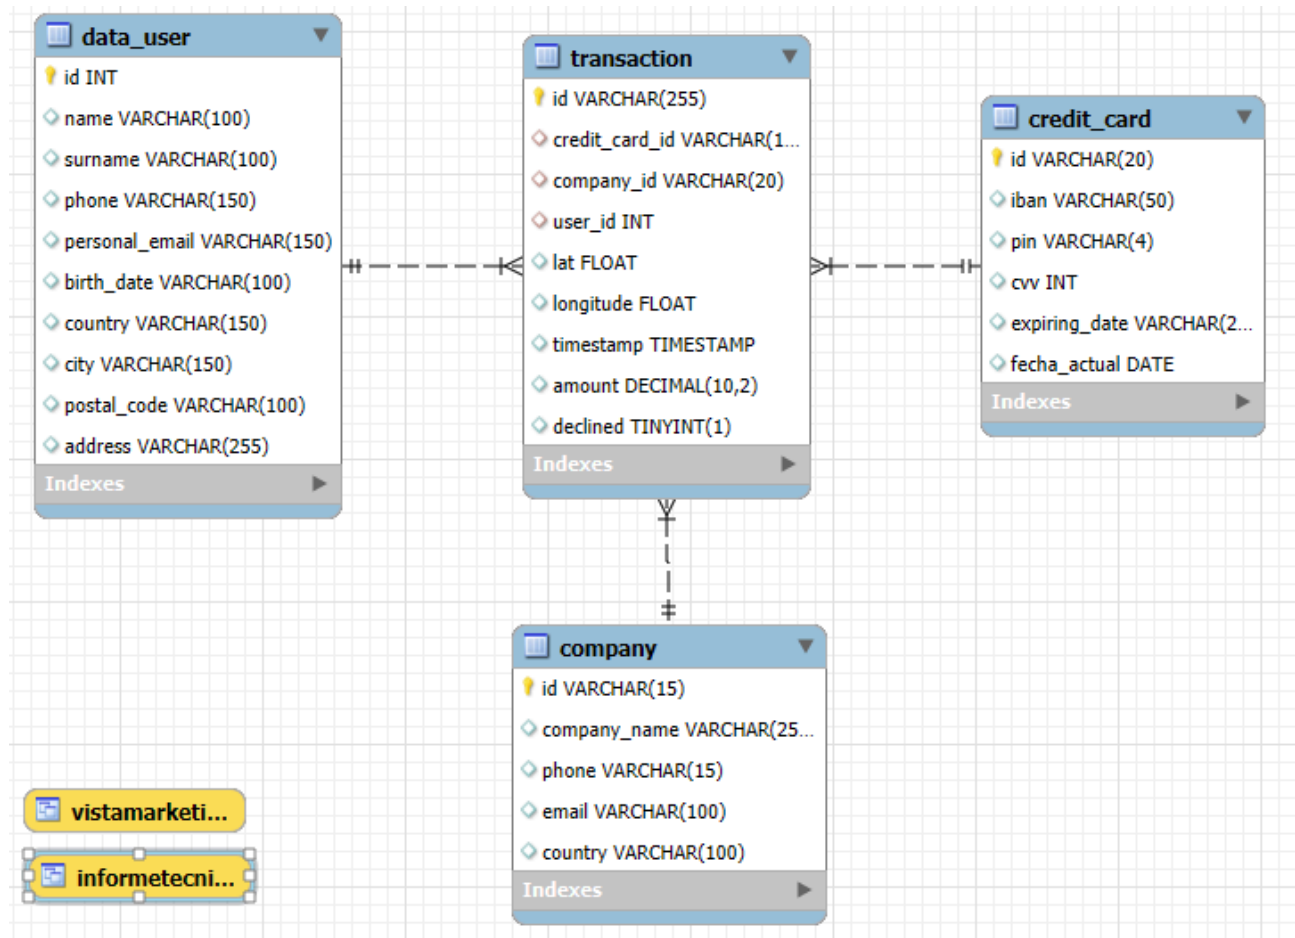 data_user
id INT
name VARCHAR(100)
surname VARCHAR(100)
phone VARCHAR(150)
personal_email VARCHAR(150)
birth_date VARCHAR(100)
country VARCHAR(150)
city VARCHAR(150)
postal_code VARCHAR(100)
address VARCHAR(255)
Indexes
transaction
id VARCHAR(255)
credit_card_id VARCHAR(1...
company_id VARCHAR(20)
user_id INT
lat FLOAT
longitude FLOAT
timestamp TIMESTAMP
amount DECIMAL(10,2)
declined TINYINT(1)
Indexes
credit_card
id VARCHAR(20)
iban VARCHAR(50)
pin VARCHAR(4)
cvv INT
expiring_date VARCHAR(2...
fecha_actual DATE
Indexes
company
id VARCHAR(15)
company_name VARCHAR(25...
phone VARCHAR(15)
email VARCHAR(100)
country VARCHAR(100)
Indexes
vistamarketi...
informetecni...